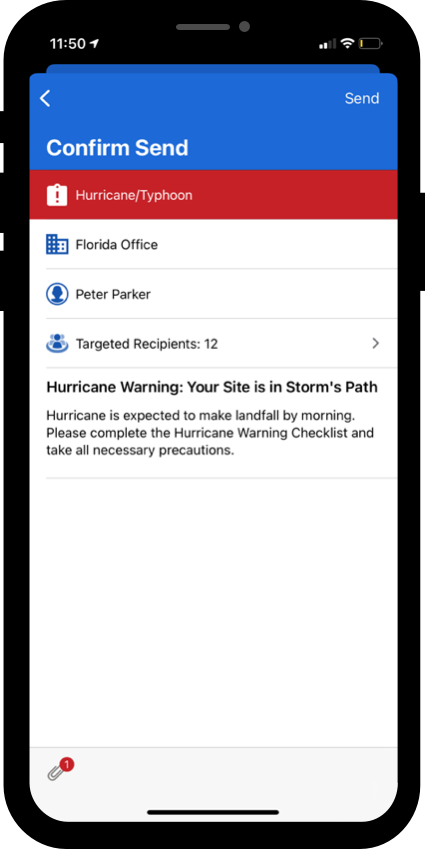 11:50
Send
Confirm Send
Hurricane/Typhoon
Florida Office
Peter Parker
Targeted Recipients: 12
Hurricane Warning: Your Site is in Storm's Path
Hurricane is expected to make landfall by morning.
Please complete the Hurricane Warning Checklist and
take all necessary precautions.
1